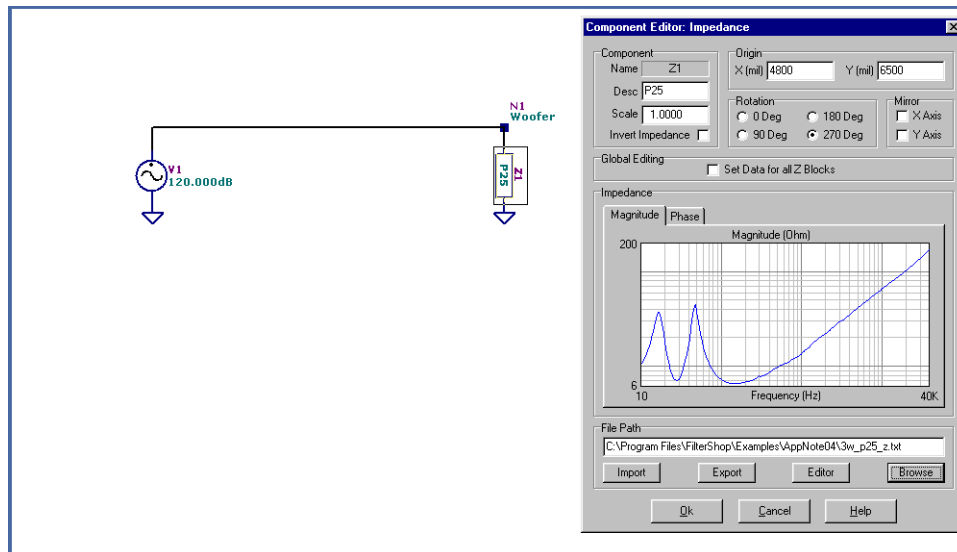 N1
Woofer
V1
120.000dB
P25
Z1
Component Editor: Impedance
Component
Name Z1
Desc P25
Scale 1.0000
Invert Impedance
Origin
X (mil) 4800 Y (mil) 6500
Rotation
0 Deg 180 Deg
90 Deg 270 Deg
Mirror
X Axis
Y Axis
Global Editing
Set Data for all Z Blocks
Impedance
Magnitude Phase
Magnitude (Ohm)
200
6
10 Frequency (Hz) 40K
File Path
C:\Program Files\FilterShop\Examples\AppNote04\3w_p25_z.txt
Import Export Editor Browse
Ok Cancel Help